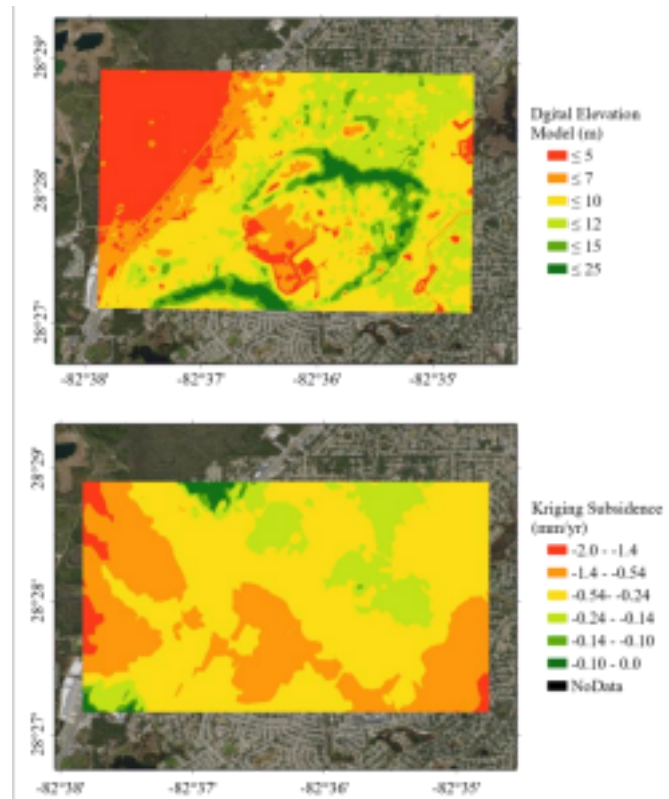 28°29'
28°28'
28°27'
-82°38'
-82°37'
-82°36'
-82°35'
Dgital Elevation
Model (m)
≤ 5
≤ 7
≤ 10
≤ 12
≤ 15
≤ 25
28°29'
28°28'
28°27'
-82°38'
-82°37'
-82°36'
-82°35'
Kriging Subsidence
(mm/yr)
-2.0 - -1.4
-1.4 - -0.54
-0.54- -0.24
-0.24 - -0.14
-0.14 - -0.10
-0.10 - 0.0
NoData